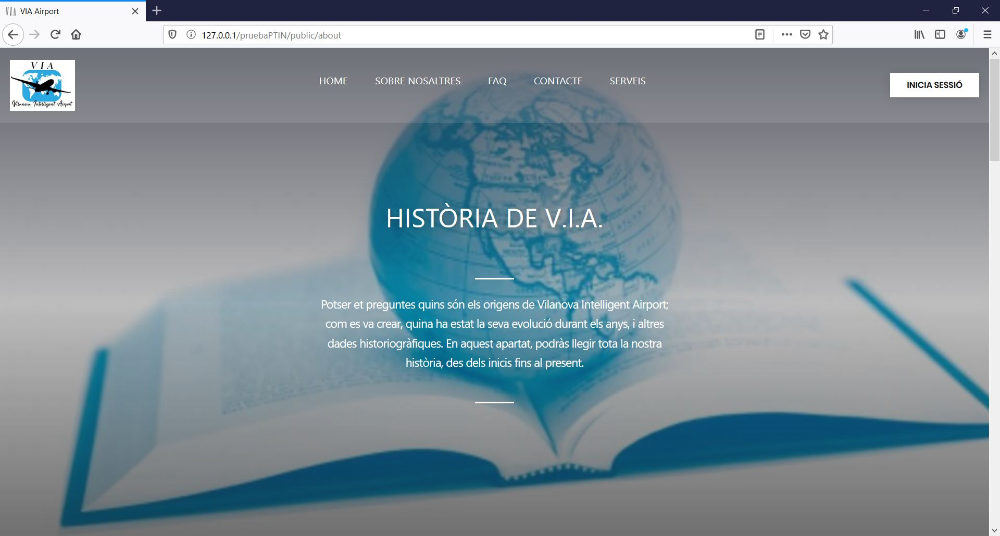 VIA Airport
127.0.0.1/pruebaPTIN/public/about
VIA
Vilanova Intelligent Airport
HOME
SOBRE NOSALTRES
FAQ
CONTACTE
SERVEIS
INICIA SESSIÓ
HISTÒRIA DE V.I.A.
Potser et preguntes quins són els origens de Vilanova Intelligent Airport;
com es va crear, quina ha estat la seva evolució durant els anys, i altres
dades historiogràfiques. En aquest apartat, podràs llegir tota la nostra
història, des dels inicis fins al present.